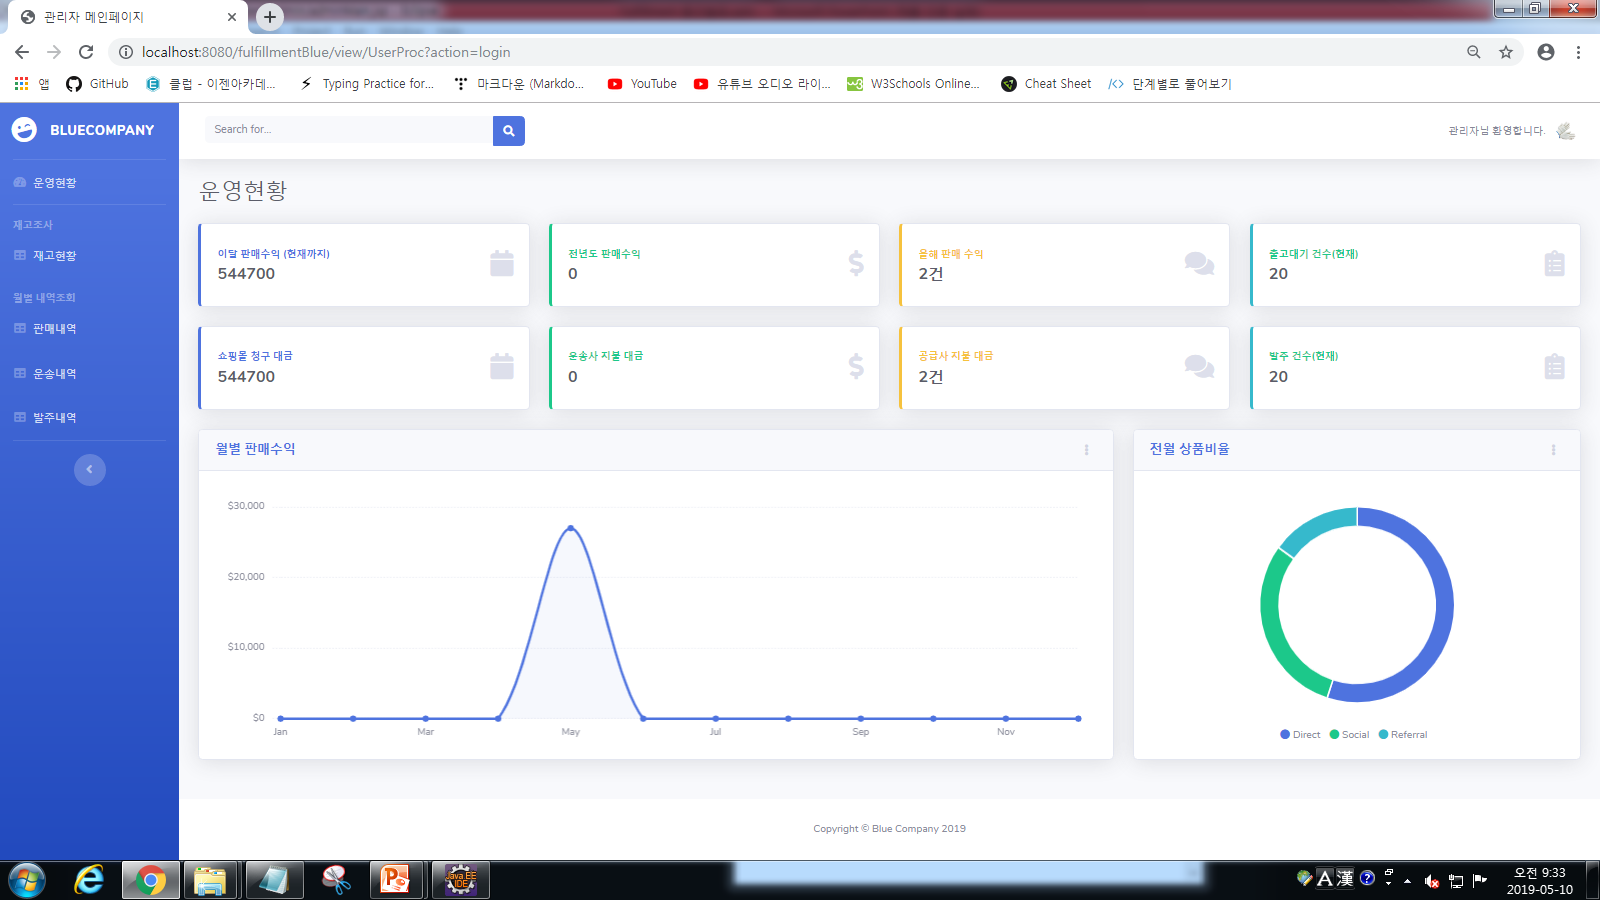 관리자 메인페이지
localhost:8080/fulfillmentBlue/view/UserProc?action=login
앱 GitHub 클럽 - 이젠아카데... Typing Practice for... 마크다운 (Markdo... YouTube 유튜브 오디오 라이... W3Schools Online... Cheat Sheet 단계별로 풀어보기
BLUECOMPANY
운영현황
재고조사
재고현황
월별 내역조회
판매내역
운송내역
발주내역
Search for...
관리자님 환영합니다.
운영현황
이달 판매수익 (현재까지)
544700
전년도 판매수익
0
올해 판매 수익
2건
출고대기 건수(현재)
20
쇼핑몰 청구 대금
544700
운송사 지불 대금
0
공급사 지불 대금
2건
발주 건수(현재)
20
월별 판매수익
$30,000
$20,000
$10,000
$0
Jan Mar May Jul Sep Nov
전월 상품비율
Direct Social Referral
Copyright © Blue Company 2019
Java EE
IDE
A 漢
오전 9:33
2019-05-10